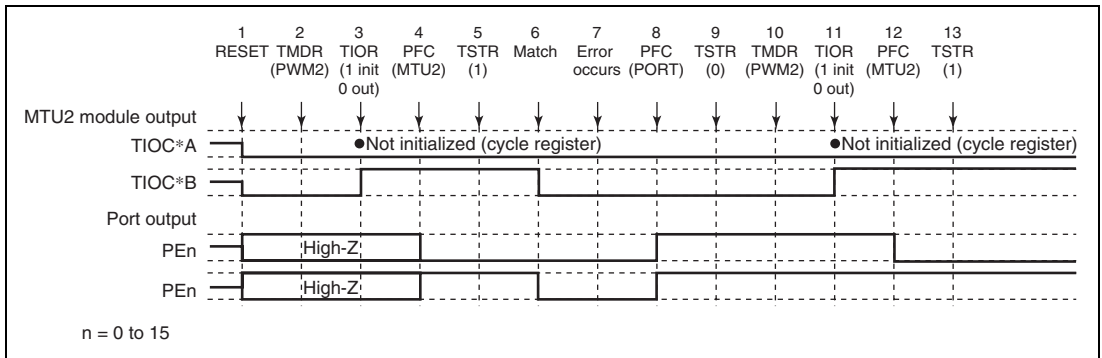 1 2 3 4 5 6 7 8 9 10 11 12 13
RESET TMDR TIOR PFC TSTR Match Error PFC TSTR TMDR TIOR PFC TSTR
(PWM2) (1 init (MTU2) (1) occurs (PORT) (0) (PWM2) (1 init (MTU2) (1)
0 out) 0 out)
MTU2 module output
TIOC*A ●Not initialized (cycle register) ●Not initialized (cycle register)
TIOC*B
Port output
PEn High-Z
PEn High-Z
n = 0 to 15